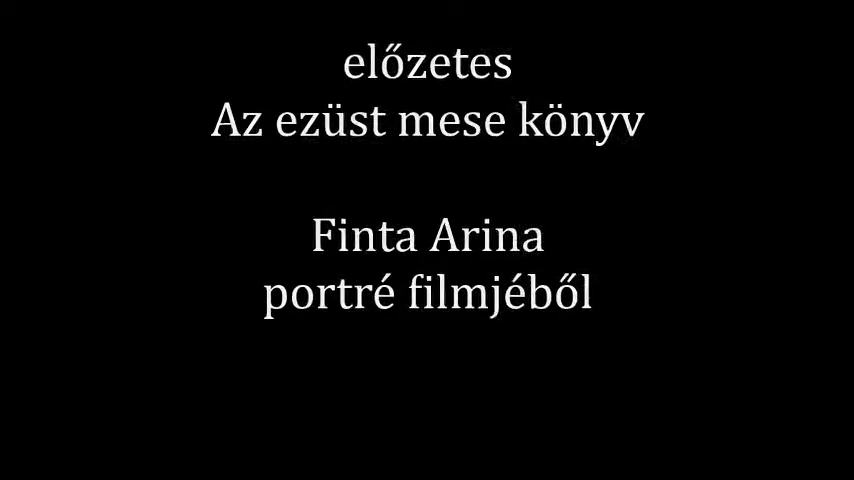 előzetes
Az ezüst mese könyv
Finta Arina
portré filmjéből